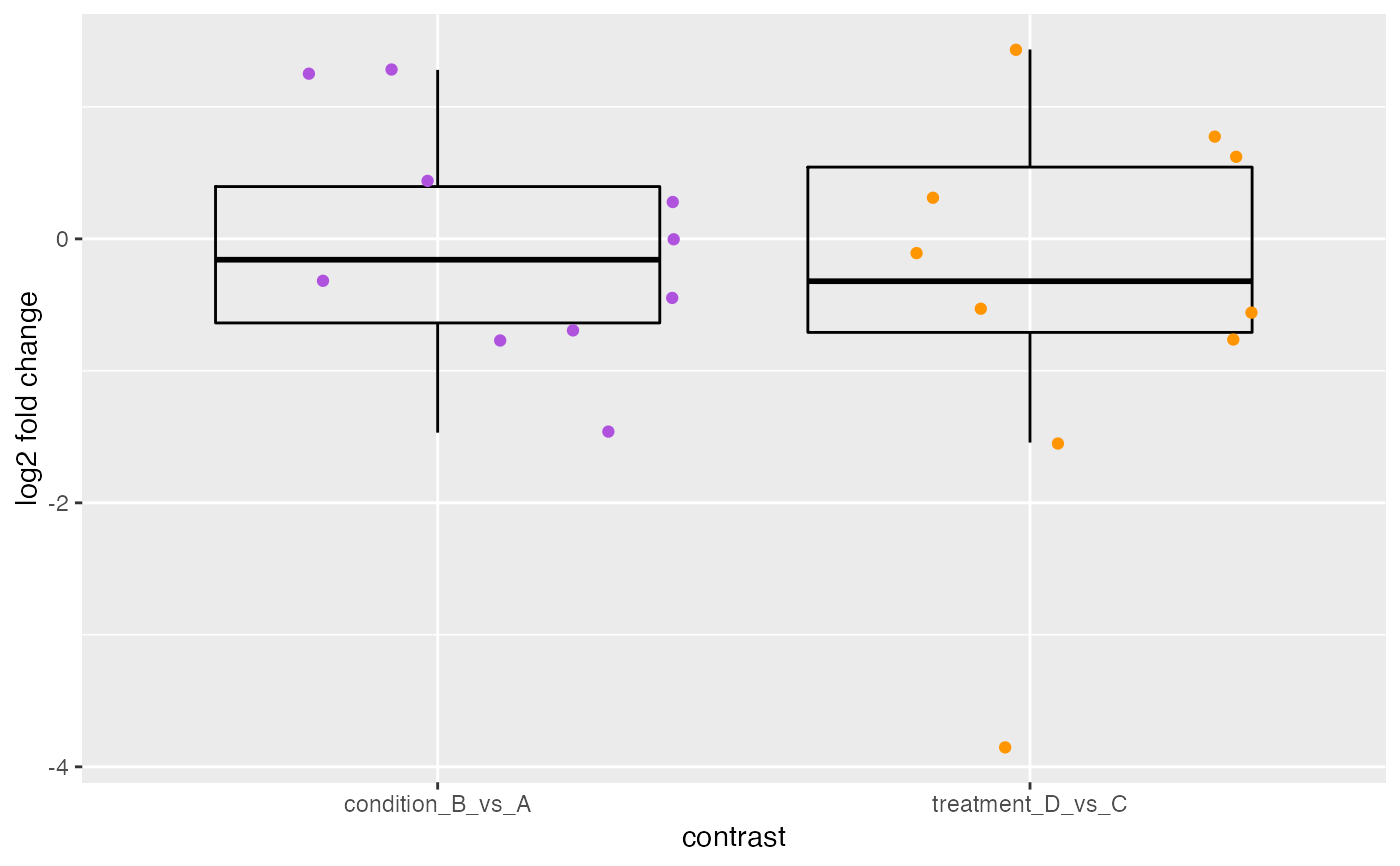 log2 fold change
0
-2
-4
condition_B_vs_A
treatment_D_vs_C
contrast